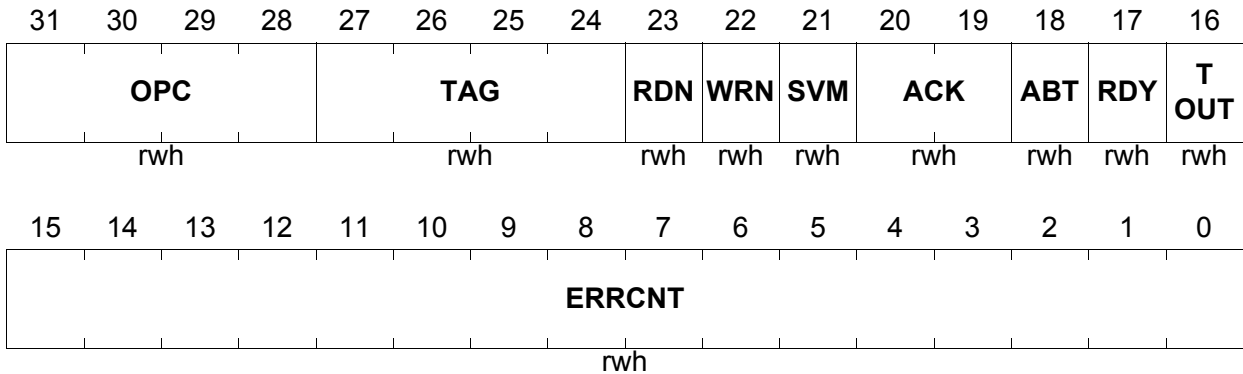 31 30 29 28 27 26 25 24 23 22 21 20 19 18 17 16
OPC TAG RDN WRN SVM ACK ABT RDY T
OUT
rwh rwh rwh rwh rwh rwh rwh rwh rwh
15 14 13 12 11 10 9 8 7 6 5 4 3 2 1 0
ERRCNT
rwh